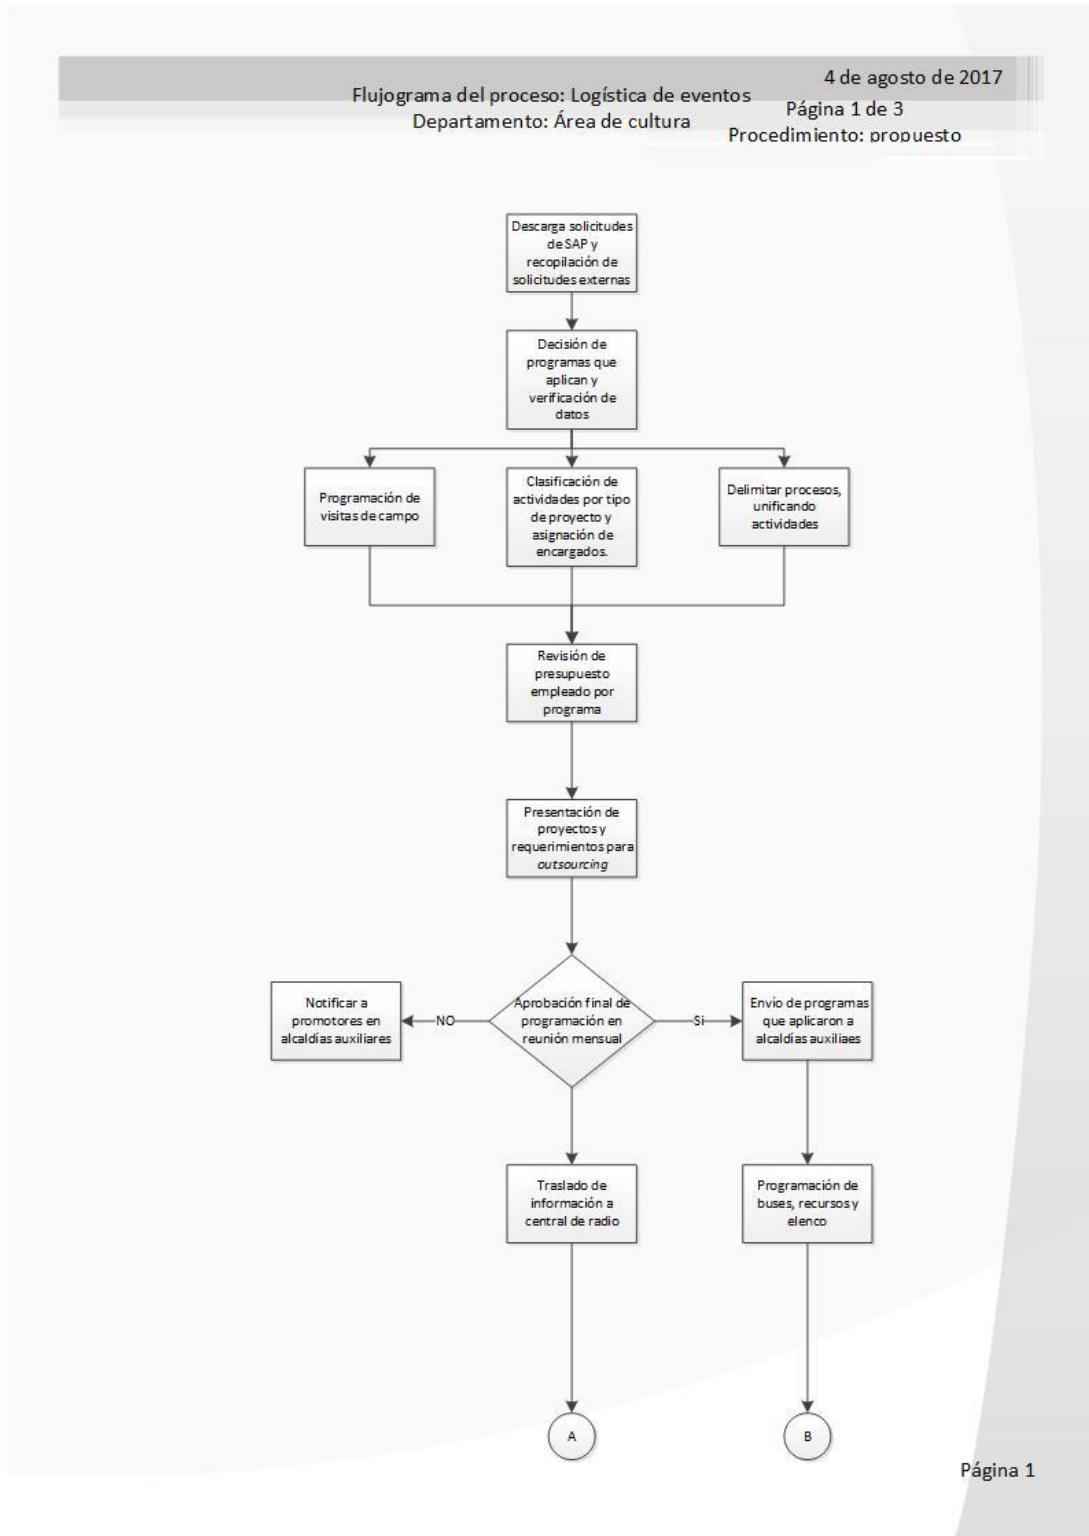 4 de agosto de 2017
Flujograma del proceso: Logística de eventos
Página 1 de 3
Departamento: Área de cultura
Procedimiento: propuesto
Descarga solicitudes
de SAP y
recopilación de
solicitudes externas
Decisión de
programas que
aplican y
verificación de
datos
Programación de
visitas de campo
Clasificación de
actividades por tipo
de proyecto y
asignación de
encargados.
Delimitar procesos,
unificando
actividades
Revisión de
presupuesto
empleado por
programa
Presentación de
proyectos y
requerimientos para
outsourcing
Notificar a
promotores en
alcaldías auxiliares
NO
Aprobación final de
programación en
reunión mensual
Si
Envío de programas
que aplicaron a
alcaldías auxiliaes
Traslado de
información a
central de radio
Programación de
buses, recursos y
elenco
A
B
Página 1